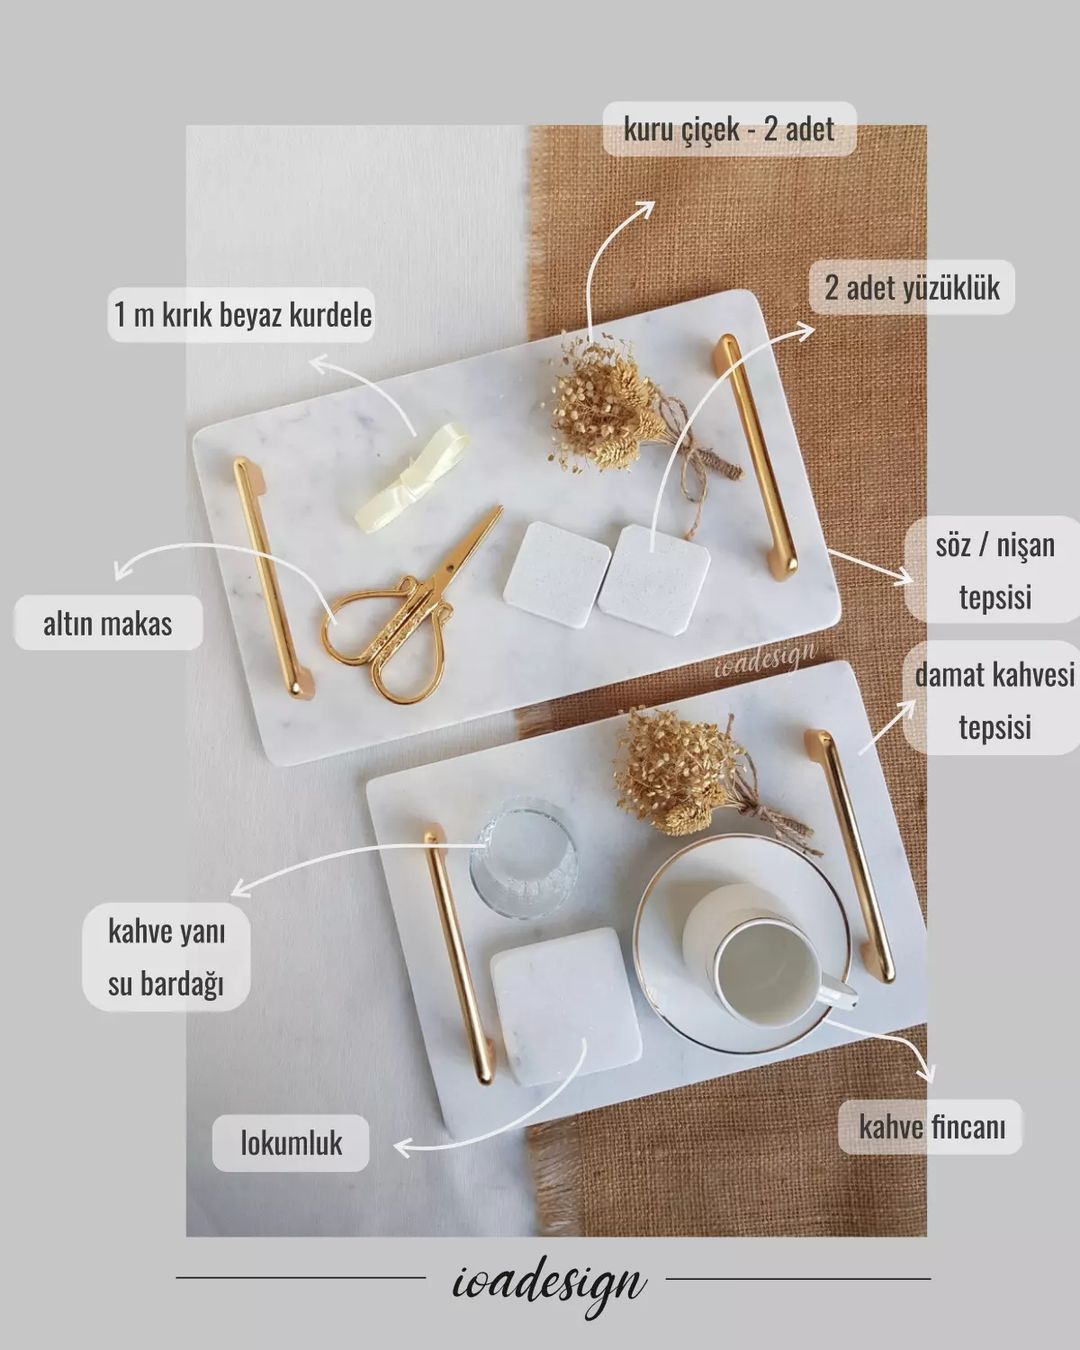 kuru çiçek - 2 adet
2 adet yüzüklük
1 m kırık beyaz kurdele
söz / nişan
tepsisi
altın makas
ioadesign
damat kahvesi
tepsisi
kahve yanı
su bardağı
kahve fincanı
lokumluk
ioadesign